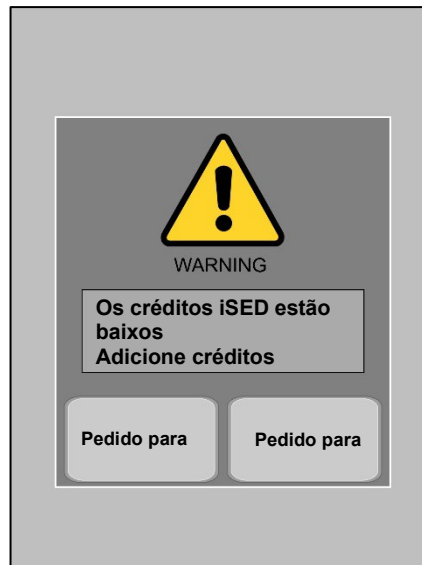 WARNING
Os créditos iSED estão
baixos
Adicione créditos
Pedido para
Pedido para